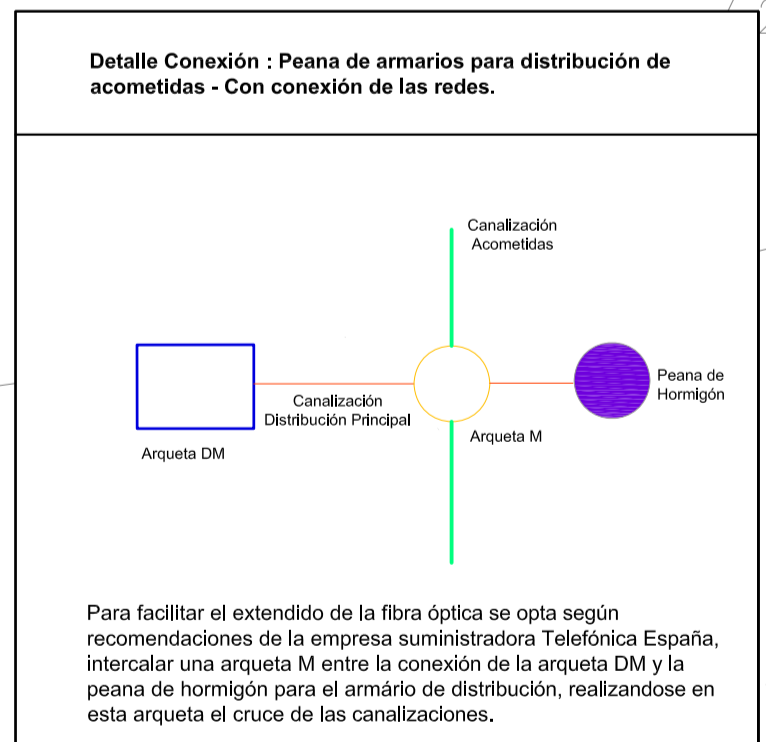 Detalle Conexión : Peana de armarios para distribución de
acometidas - Con conexión de las redes.
Canalización
Acometidas
Peana de
Hormigón
Canalización
Distribución Principal
Arqueta M
Arqueta DM
Para facilitar el extendido de la fibra óptica se opta según
recomendaciones de la empresa suministradora Telefónica España,
intercalar una arqueta M entre la conexión de la arqueta DM y la
peana de hormigón para el armário de distribución, realizandose en
esta arqueta el cruce de las canalizaciones.